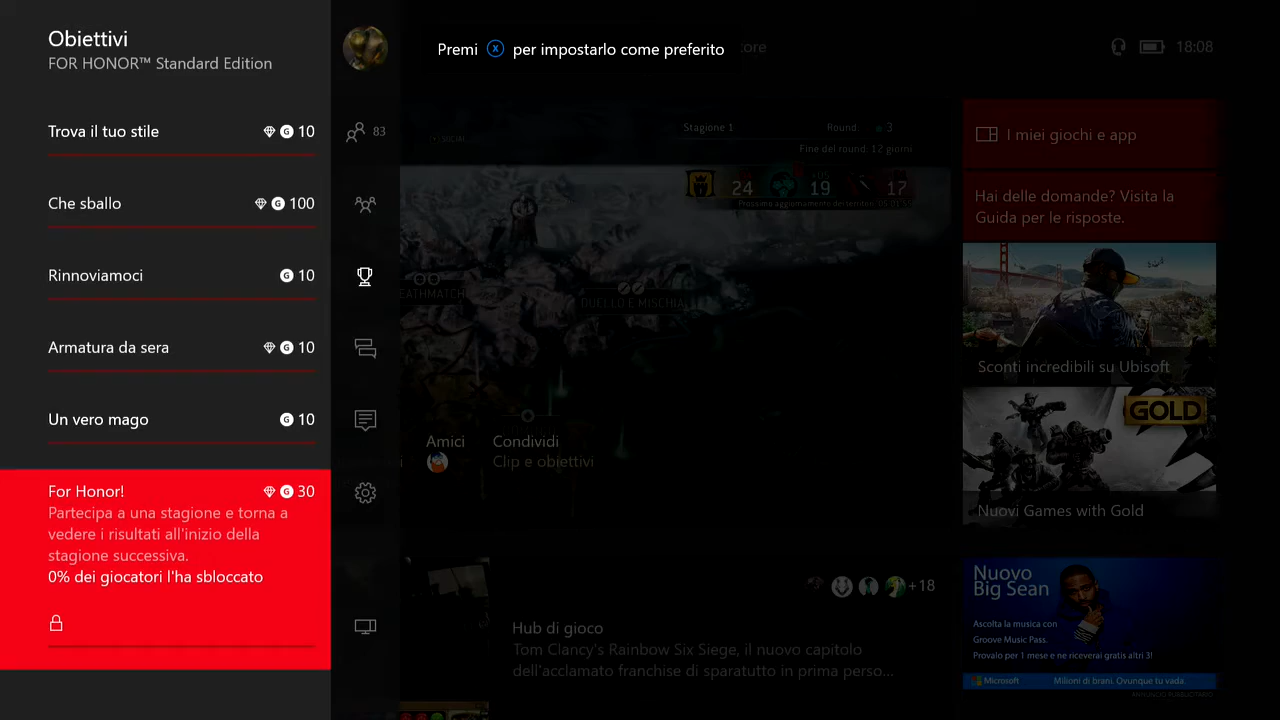 Obiettivi
FOR HONOR™ Standard Edition
Trova il tuo stile
G 10
Che sballo
G 100
Rinnoviamoci
G 10
Armatura da sera
G 10
Un vero mago
G 10
For Honor!
G 30
Partecipa a una stagione e torna a
vedere i risultati all'inizio della
stagione successiva.
0% dei giocatori l'ha sbloccato
83
Premi X per impostarlo come preferito
ore
18:08
SOCIAL
Stagione 1
Round
3
Fine del round: 12 giorni
24
19
17
EATHMATCH
DUELLO E MISCHIA
Amici
Condividi
Clip e obiettivi
+18
Hub di gioco
Tom Clancy's Rainbow Six Siege, il nuovo capitolo
dell'acclamato franchise di sparatutto in prima perso...
I miei giochi e app
Hai delle domande? Visita la
Guida per le risposte.
Sconti incredibili su Ubisoft
GOLD
Nuovi Games with Gold
Nuovo
Big Sean
Ascolta la musica con
Groove Music Pass.
Provalo per 1 mese e ne riceverai gratis altri 3!
Microsoft
Milioni di brani. Ovunque tu vada.